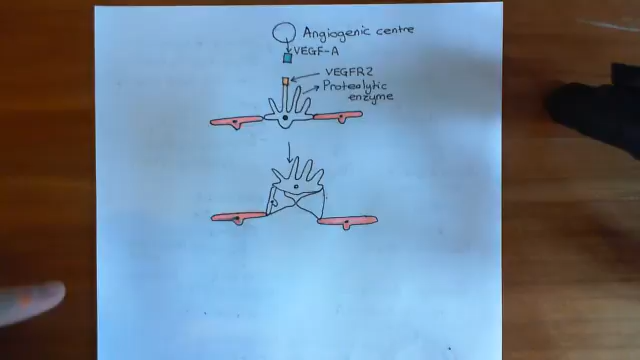 Angiogenic centre
VEGF-A
VEGFR2
Proteolytic
enzyme